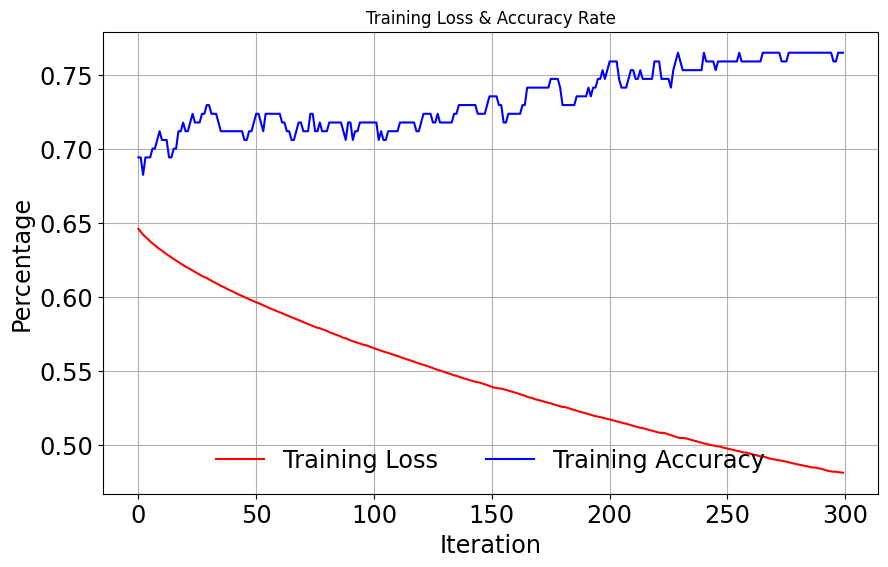 Training Loss & Accuracy Rate
Percentage
0.75
0.70
0.65
0.60
0.55
0.50
Training Loss
Training Accuracy
0 50 100 150 200 250 300
Iteration